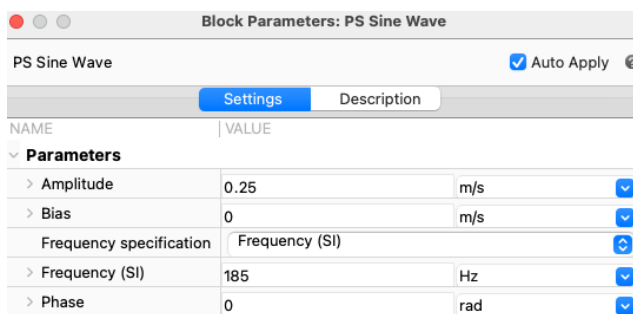 Block Parameters: PS Sine Wave
PS Sine Wave Auto Apply
Settings Description
NAME VALUE
Parameters
Amplitude 0.25 m/s
Bias 0 m/s
Frequency specification Frequency (SI)
Frequency (SI) 185 Hz
Phase 0 rad